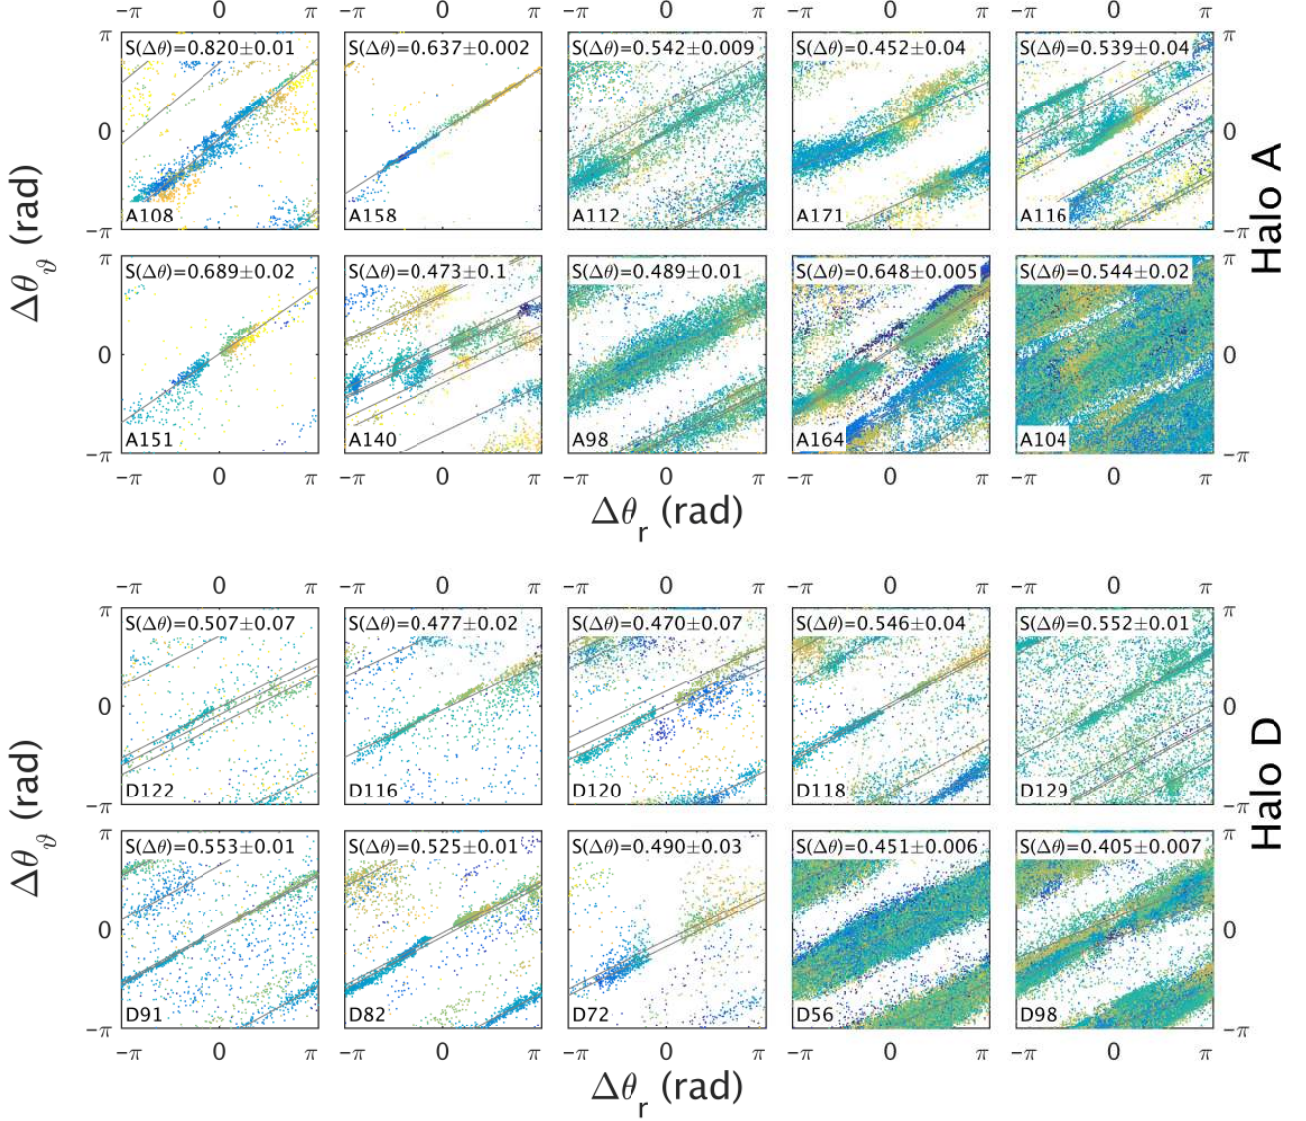 −π 0 π −π 0 π −π 0 π −π 0 π −π 0 π
S(Δθ)=0.820±0.01 S(Δθ)=0.637±0.002 S(Δθ)=0.542±0.009 S(Δθ)=0.452±0.04 S(Δθ)=0.539±0.04
π π
0 0
A108 A158 A112 A171 A116
−π −π
S(Δθ)=0.689±0.02 S(Δθ)=0.473±0.1 S(Δθ)=0.489±0.01 S(Δθ)=0.648±0.005 S(Δθ)=0.544±0.02
π π
0 0
A151 A140 A98 A164 A104
−π −π
−π 0 π −π 0 π −π 0 π −π 0 π −π 0 π
Δθ_ϑ (rad)
Halo A
Δθ_r (rad)
−π 0 π −π 0 π −π 0 π −π 0 π −π 0 π
S(Δθ)=0.507±0.07 S(Δθ)=0.477±0.02 S(Δθ)=0.470±0.07 S(Δθ)=0.546±0.04 S(Δθ)=0.552±0.01
π π
0 0
D122 D116 D120 D118 D129
−π −π
S(Δθ)=0.553±0.01 S(Δθ)=0.525±0.01 S(Δθ)=0.490±0.03 S(Δθ)=0.451±0.006 S(Δθ)=0.405±0.007
π π
0 0
D91 D82 D72 D56 D98
−π −π
−π 0 π −π 0 π −π 0 π −π 0 π −π 0 π
Δθ_ϑ (rad)
Halo D
Δθ_r (rad)